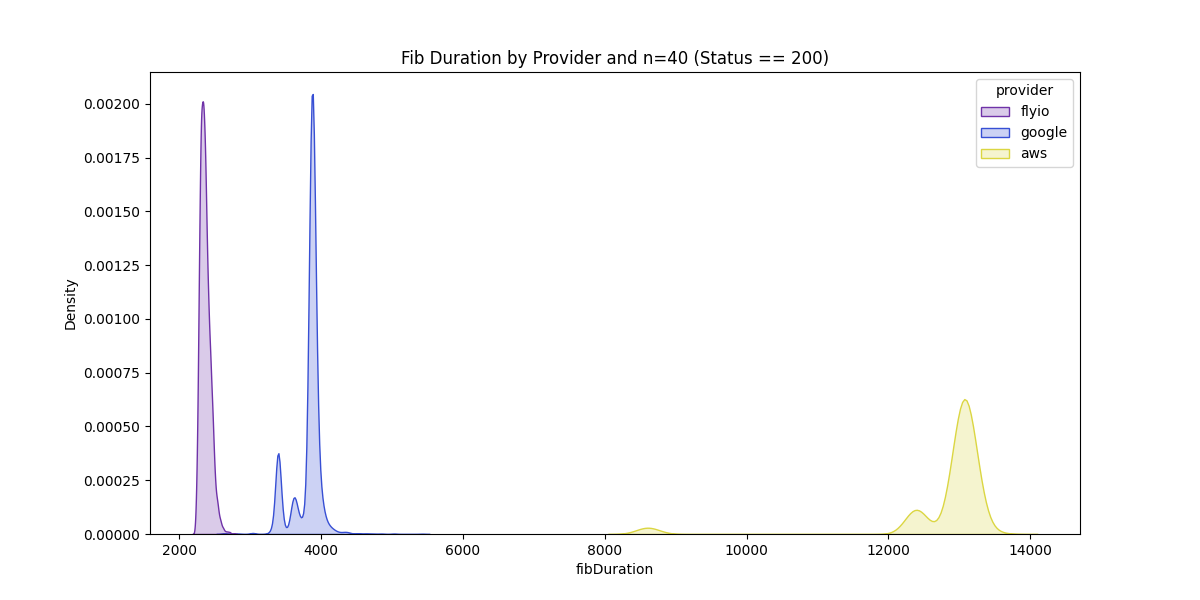 Fib Duration by Provider and n=40 (Status == 200)
provider
flyio
google
aws
Density
0.00200
0.00175
0.00150
0.00125
0.00100
0.00075
0.00050
0.00025
0.00000
2000 4000 6000 8000 10000 12000 14000
fibDuration